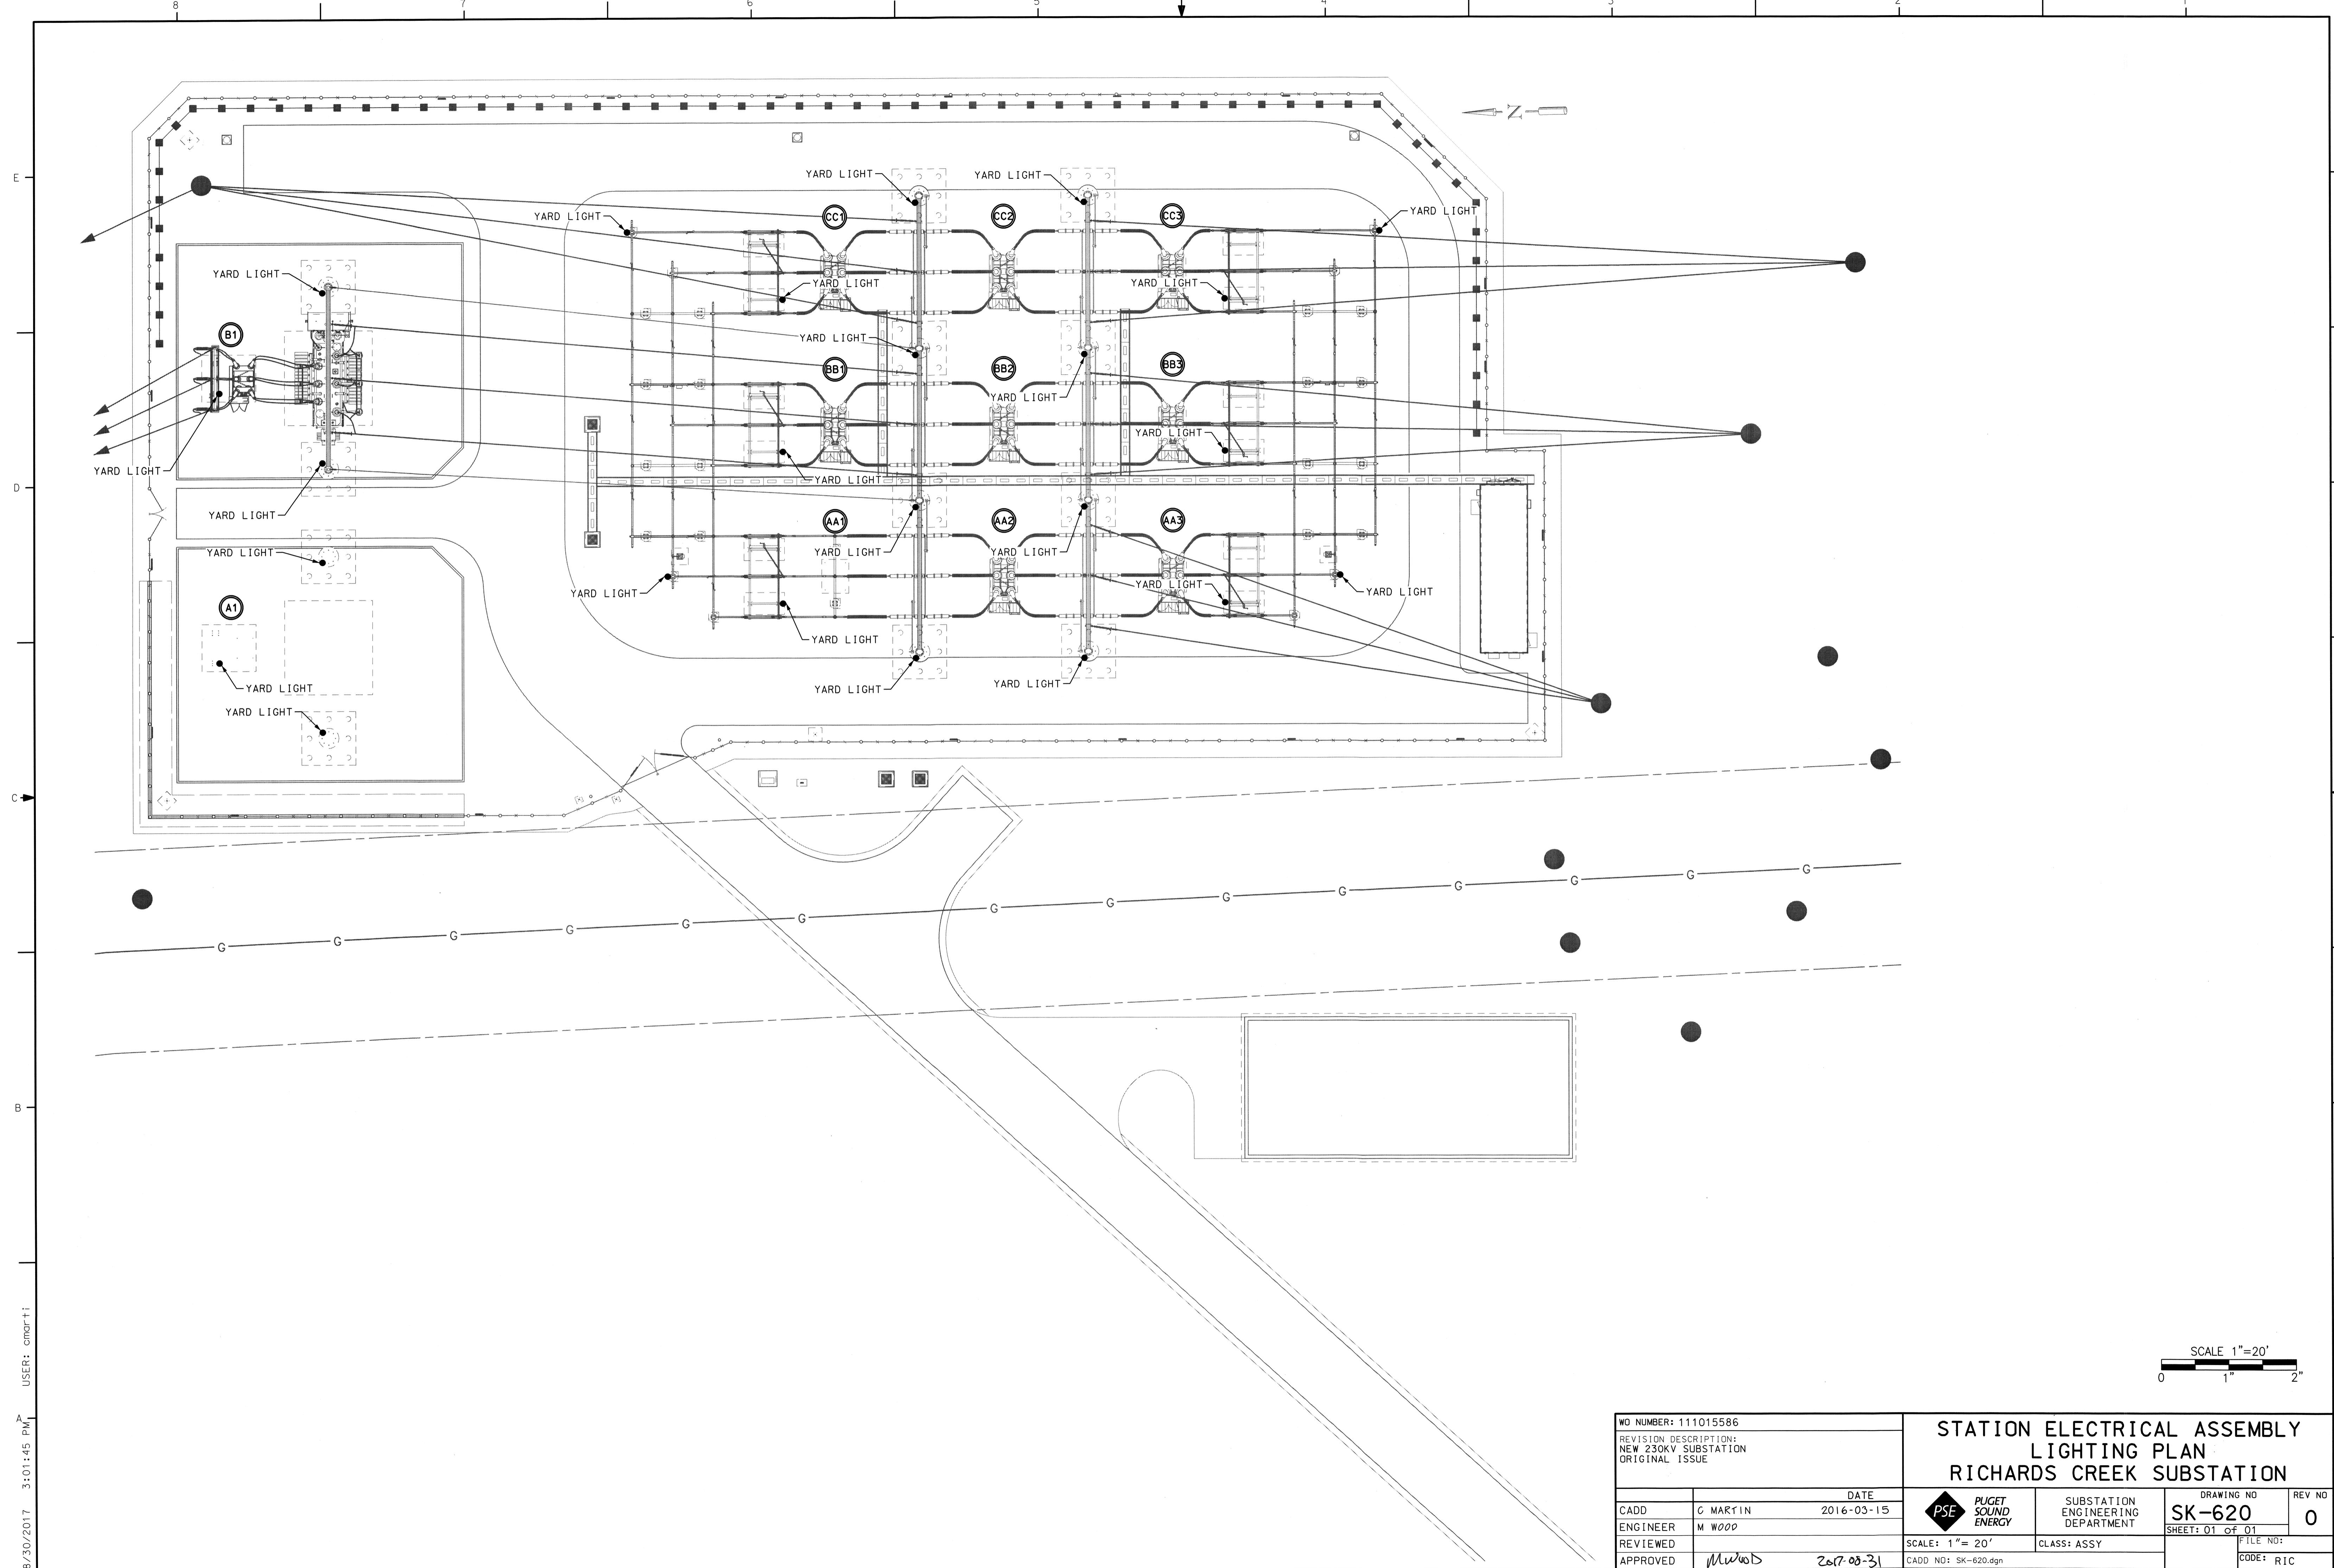 8 7 6 5 4 3 2 1
E
D
C
B
A
N
YARD LIGHT YARD LIGHT
YARD LIGHT CC1 CC2 CC3 YARD LIGHT
YARD LIGHT
YARD LIGHT YARD LIGHT
B1
YARD LIGHT
BB1 BB2 BB3
YARD LIGHT
YARD LIGHT
YARD LIGHT
YARD LIGHT
YARD LIGHT
AA1 AA2 AA3
YARD LIGHT YARD LIGHT YARD LIGHT
YARD LIGHT
YARD LIGHT YARD LIGHT
A1
YARD LIGHT
YARD LIGHT YARD LIGHT YARD LIGHT
YARD LIGHT
G G G G G G G G G G G G G G
8/30/2017 3:01:45 PM USER: cmarti
SCALE 1"=20'
0 1" 2"
WO NUMBER: 111015586
REVISION DESCRIPTION:
NEW 230KV SUBSTATION
ORIGINAL ISSUE
STATION ELECTRICAL ASSEMBLY
LIGHTING PLAN
RICHARDS CREEK SUBSTATION
DATE
CADD C MARTIN 2016-03-15
ENGINEER M WOOD
REVIEWED
APPROVED MWOOD 2017-08-31
PSE
PUGET
SOUND
ENERGY
SUBSTATION
ENGINEERING
DEPARTMENT
DRAWING NO
SK-620
SHEET: 01 of 01
REV NO
0
SCALE: 1"= 20'
CLASS: ASSY
FILE NO:
CADD NO: SK-620.dgn
CODE: RIC